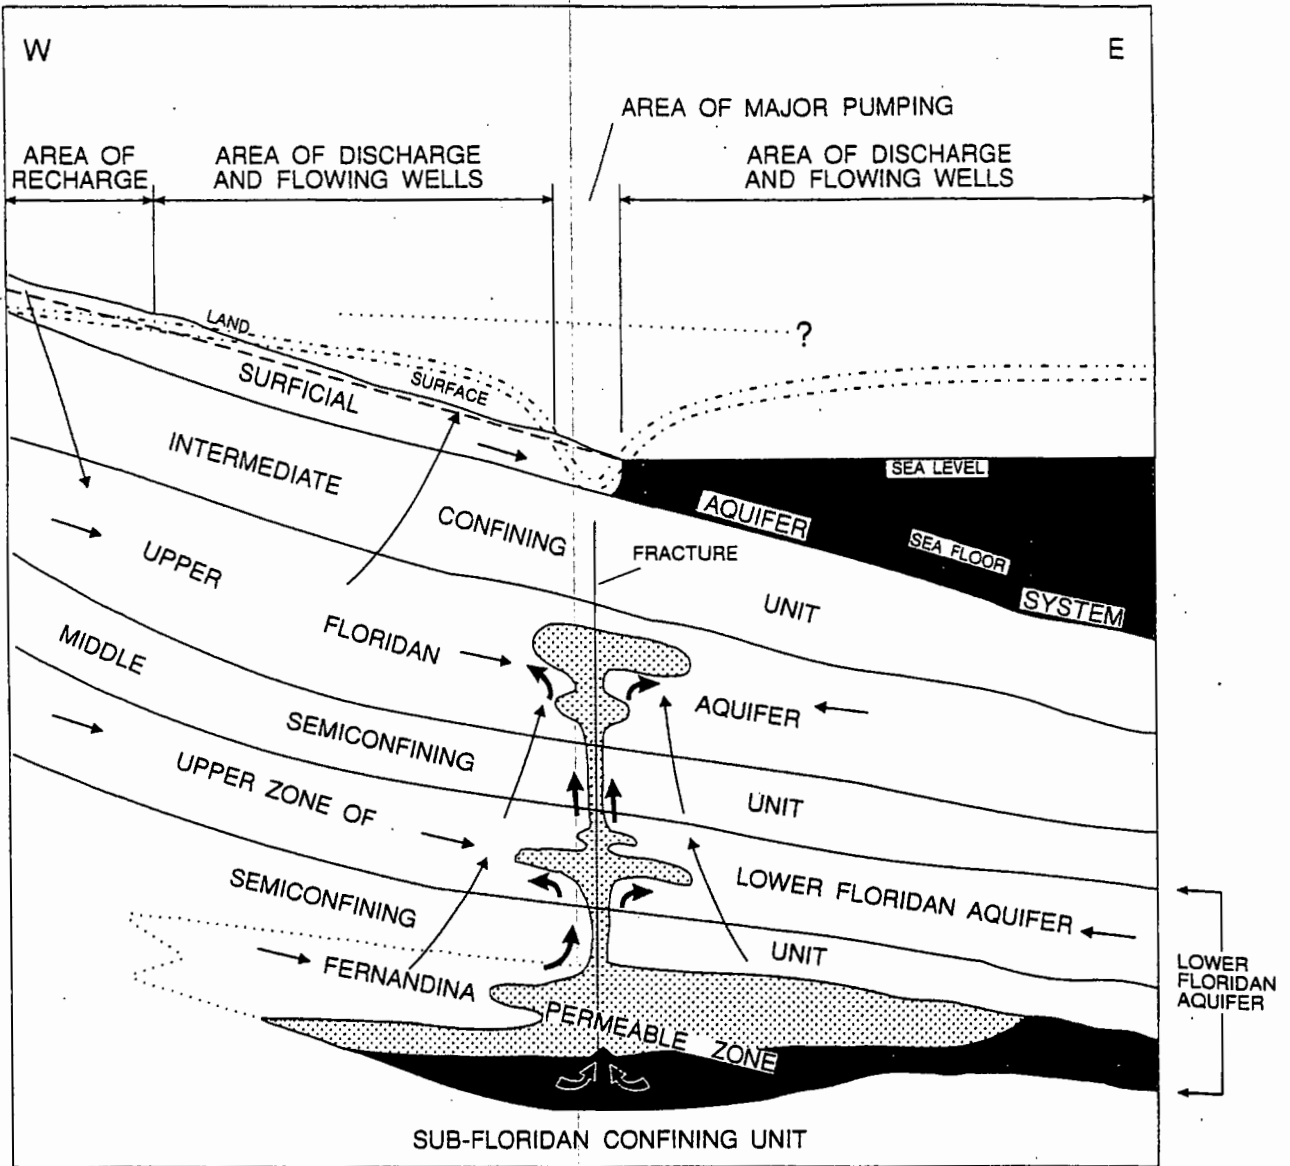 W
E
AREA OF MAJOR PUMPING
AREA OF
RECHARGE
AREA OF DISCHARGE
AND FLOWING WELLS
AREA OF DISCHARGE
AND FLOWING WELLS
LAND
SURFACE
?
SURFICIAL
AQUIFER
SYSTEM
SEA LEVEL
SEA FLOOR
INTERMEDIATE
CONFINING
UNIT
FRACTURE
UPPER
FLORIDAN
AQUIFER
MIDDLE
SEMICONFINING
UNIT
UPPER ZONE OF
LOWER FLORIDAN AQUIFER
SEMICONFINING
UNIT
FERNANDINA
PERMEABLE ZONE
LOWER
FLORIDAN
AQUIFER
SUB-FLORIDAN CONFINING UNIT